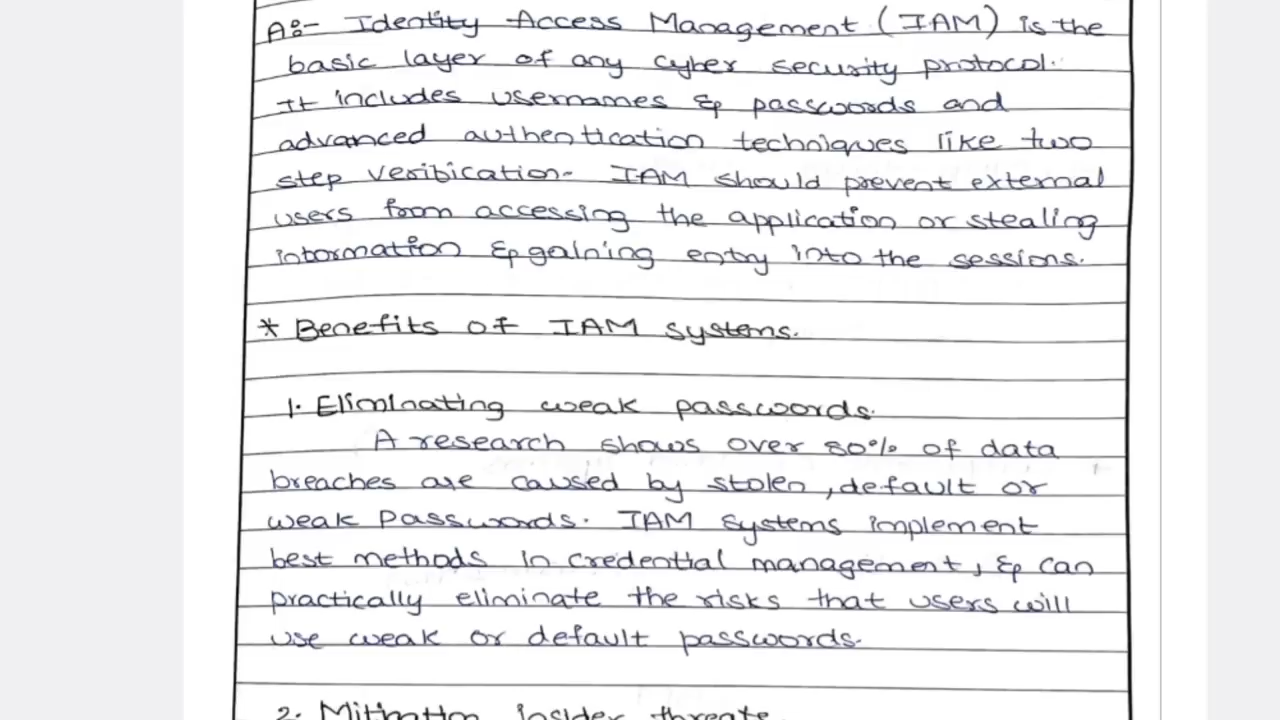 A:- Identity Access Management (IAM) is the
basic layer of any cyber security protocol.
It includes usernames & passwords and
advanced authentication techniques like two
step verification. IAM should prevent external
users from accessing the application or stealing
information & gaining entry into the sessions.
* Benefits of IAM systems.
1. Eliminating weak passwords.
A research shows over 80% of data
breaches are caused by stolen, default or
weak passwords. IAM systems implement
best methods in credential management, & can
practically eliminate the risks that users will
use weak or default passwords.
2. Mitigation insider threats.